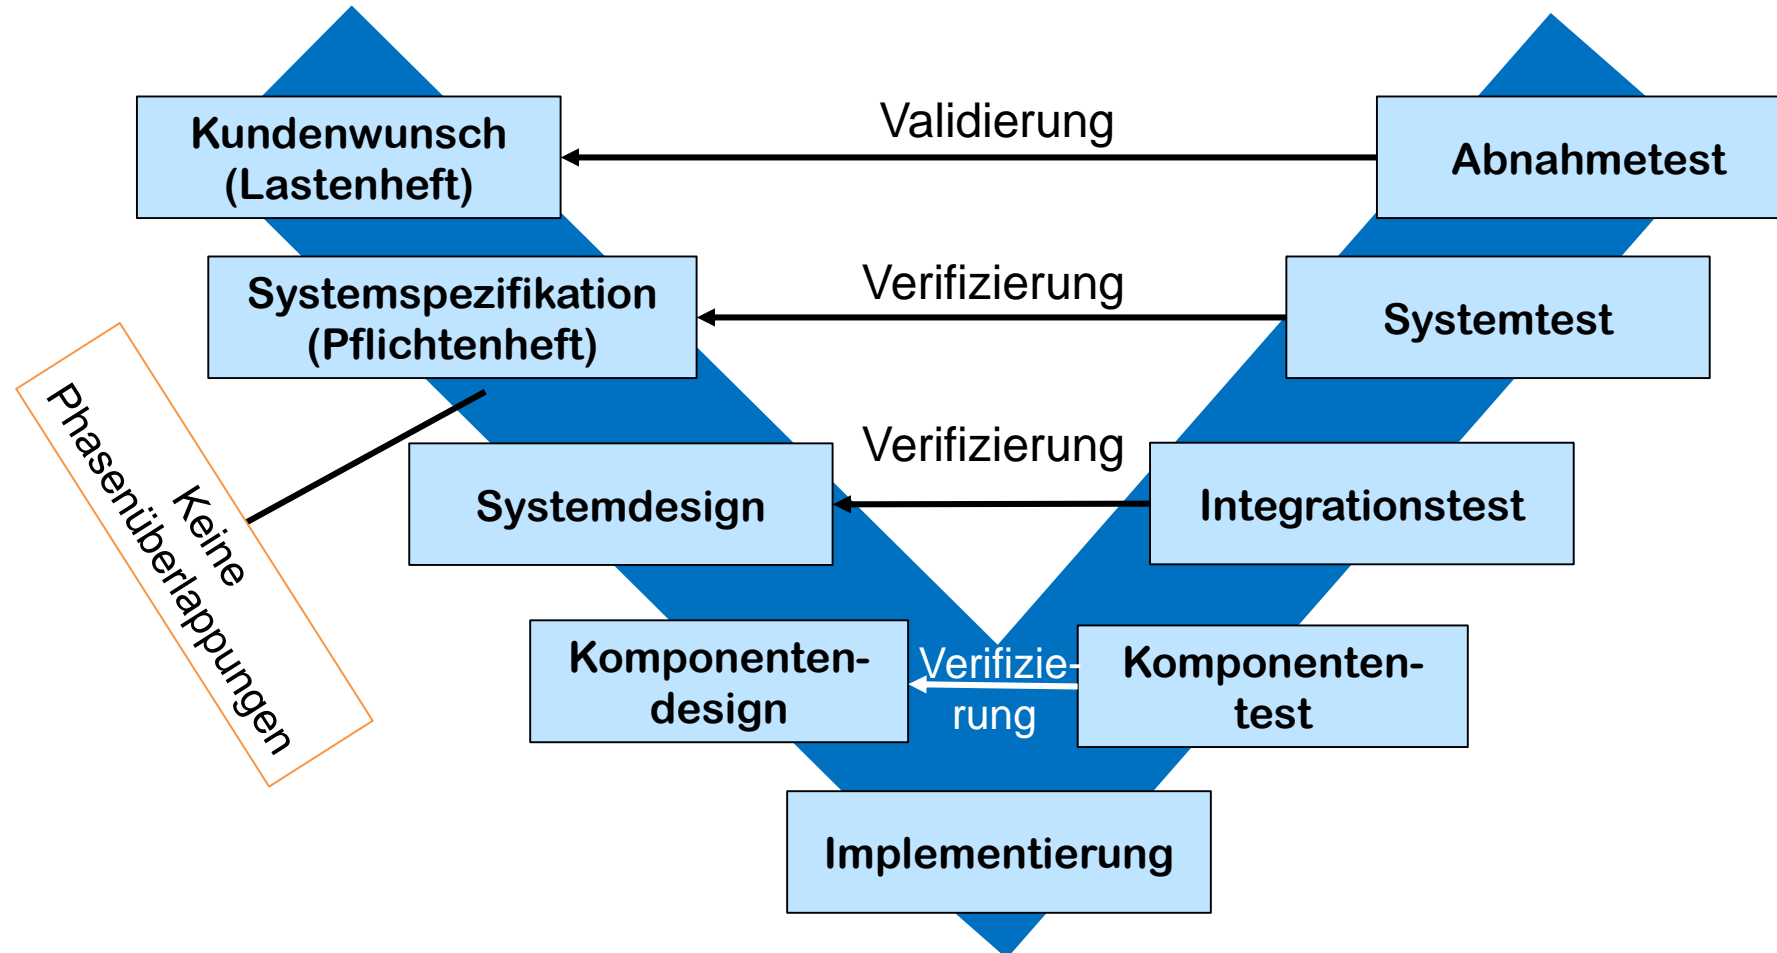 Kundenwunsch
(Lastenheft)
Validierung
Abnahmetest
Systemspezifikation
(Pflichtenheft)
Verifizierung
Systemtest
Keine
Phasenüberlappungen
Systemdesign
Verifizierung
Integrationstest
Komponenten-
design
Verifizie-
rung
Komponenten-
test
Implementierung